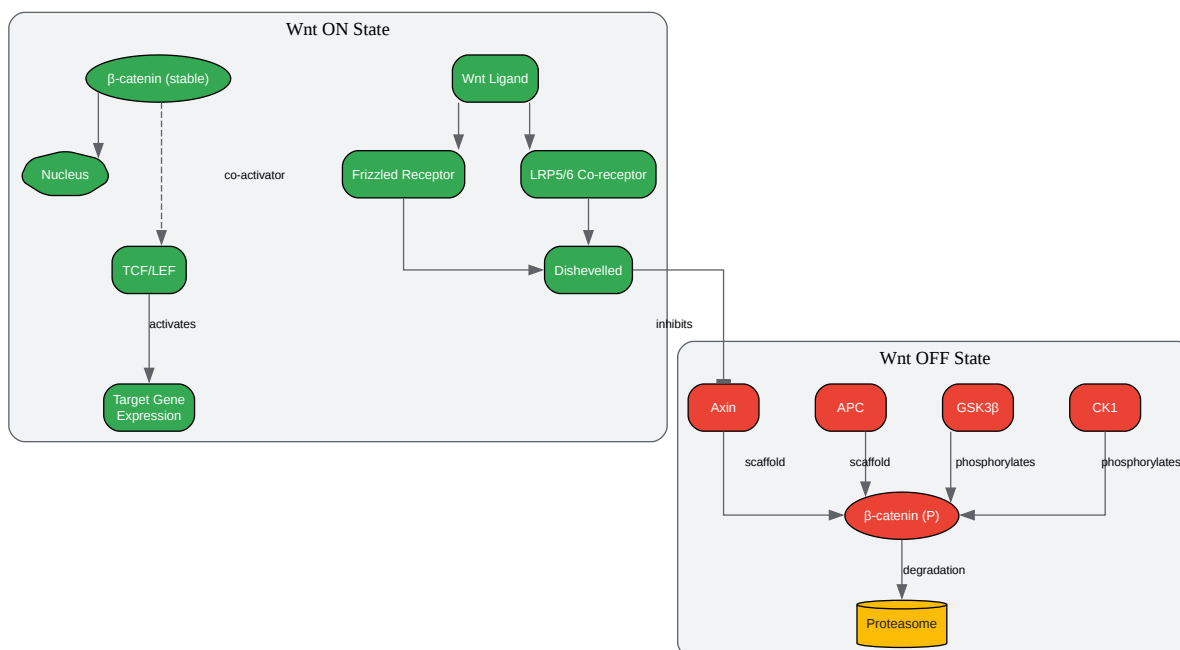 Wnt ON State
β-catenin (stable)
Wnt Ligand
Nucleus
co-activator
Frizzled Receptor
LRP5/6 Co-receptor
TCF/LEF
Dishevelled
activates
inhibits
Target Gene
Expression
Wnt OFF State
Axin
APC
GSK3β
CK1
scaffold
scaffold
phosphorylates
phosphorylates
β-catenin (P)
degradation
Proteasome